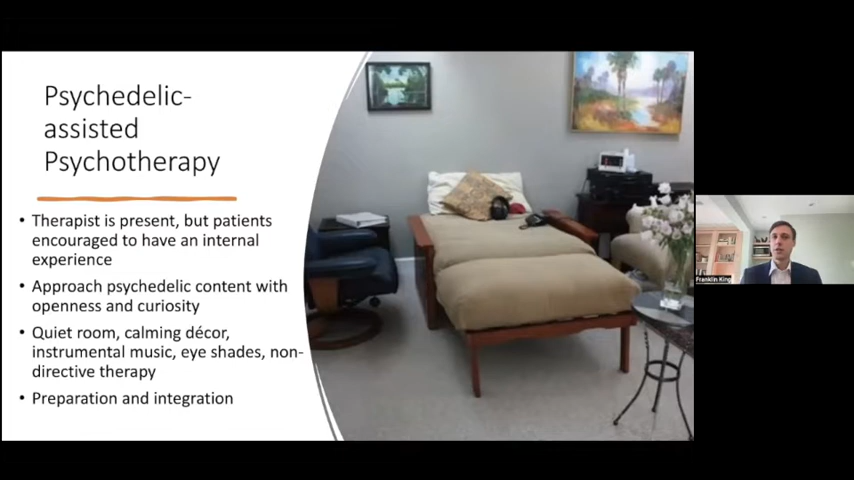 Psychedelic-
assisted
Psychotherapy
• Therapist is present, but patients
encouraged to have an internal
experience
• Approach psychedelic content with
openness and curiosity
• Quiet room, calming décor,
instrumental music, eye shades, non-
directive therapy
• Preparation and integration
Franklin King